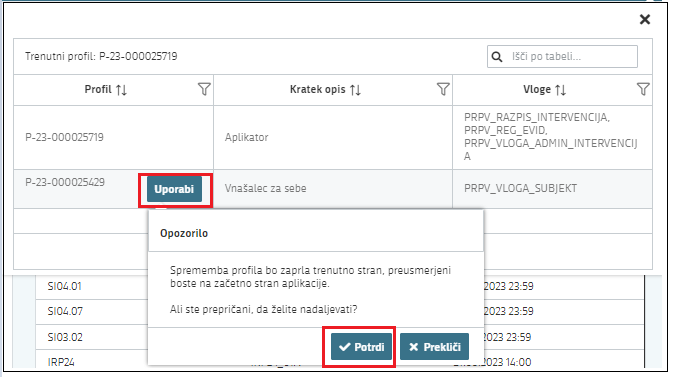 Trenutni profil: P-23-000025719 Išči po tabeli...
Profil Kratek opis Vloge
PRPV_RAZPIS_INTERVENCIJA,
PRPV_REG_EVID,
P-23-000025719 Aplikator
PRPV_VLOGA_ADMIN_INTERVENCIJ
A
P-23-000025429 Uporabi Vnašalec za sebe PRPV_VLOGA_SUBJEKT
Opozorilo
Sprememba profila bo zaprla trenutno stran, preusmerjeni
boste na začetno stran aplikacije.
SI04.01 2023 23:59
Ali ste prepričani, da želite nadaljevati?
SI04.07 2023 23:59
SI03.02 2023 23:59
Potrdi Prekliči
IRP24 2023 14:00